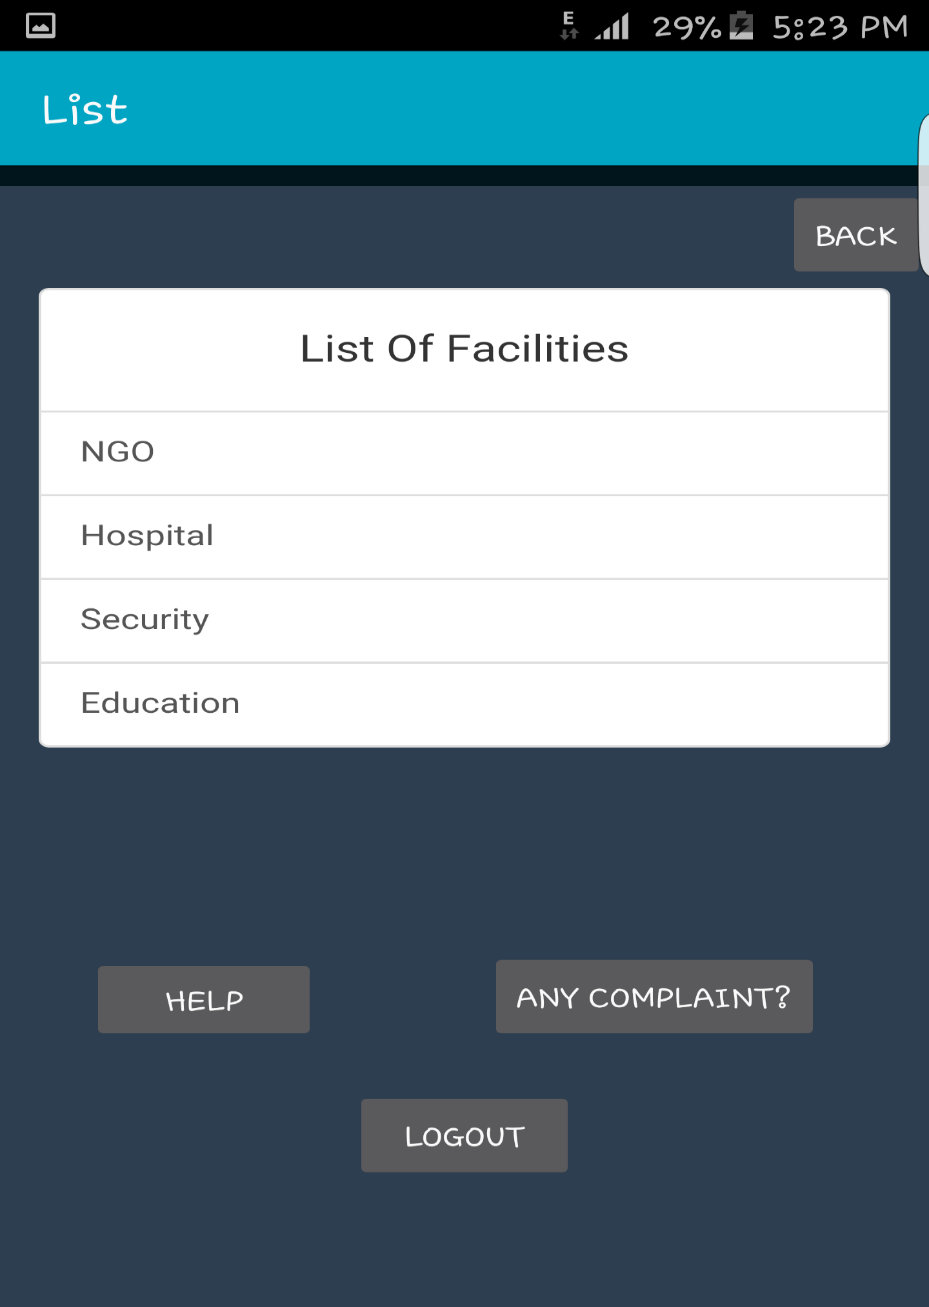 E 29% 5:23 PM
List
BACK
List Of Facilities
NGO
Hospital
Security
Education
HELP
ANY COMPLAINT?
LOGOUT